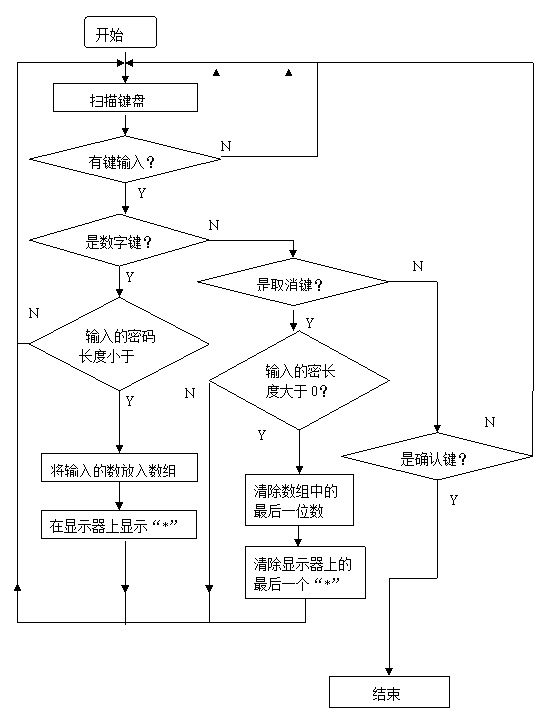 开始
扫描键盘
有键输入？
N
Y
是数字键？
N
Y
是取消键？
N
Y
N
输入的密码
长度小于
Y
输入的密长
度大于 0？
N
Y
是确认键？
N
Y
将输入的数放入数组
在显示器上显示“*”
清除数组中的
最后一位数
清除显示器上的
最后一个“*”
结束